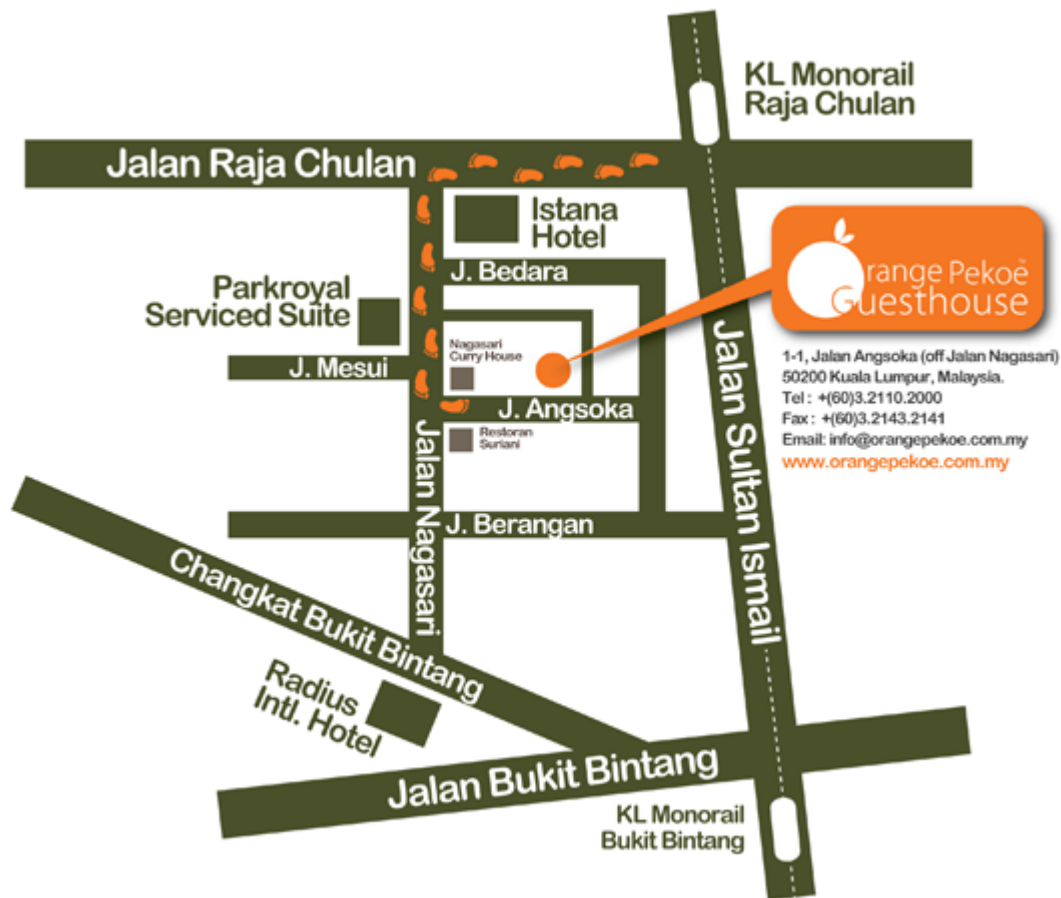 KL Monorail
Raja Chulan
Jalan Raja Chulan
Istana
Hotel
J. Bedara
Orange Pekoe™
Guesthouse
Parkroyal
Serviced Suite
Nagasari
Curry House
J. Mesui
1-1, Jalan Angsoka (off Jalan Nagasari)
50200 Kuala Lumpur, Malaysia.
Tel : +(60)3.2110.2000
Fax : +(60)3.2143.2141
Email: info@orangepekoe.com.my
www.orangepekoe.com.my
J. Angsoka
Restoran
Suriani
Jalan Nagasari
Jalan Sultan Ismail
J. Berangan
Changkat Bukit Bintang
Radius
Intl. Hotel
Jalan Bukit Bintang
KL Monorail
Bukit Bintang